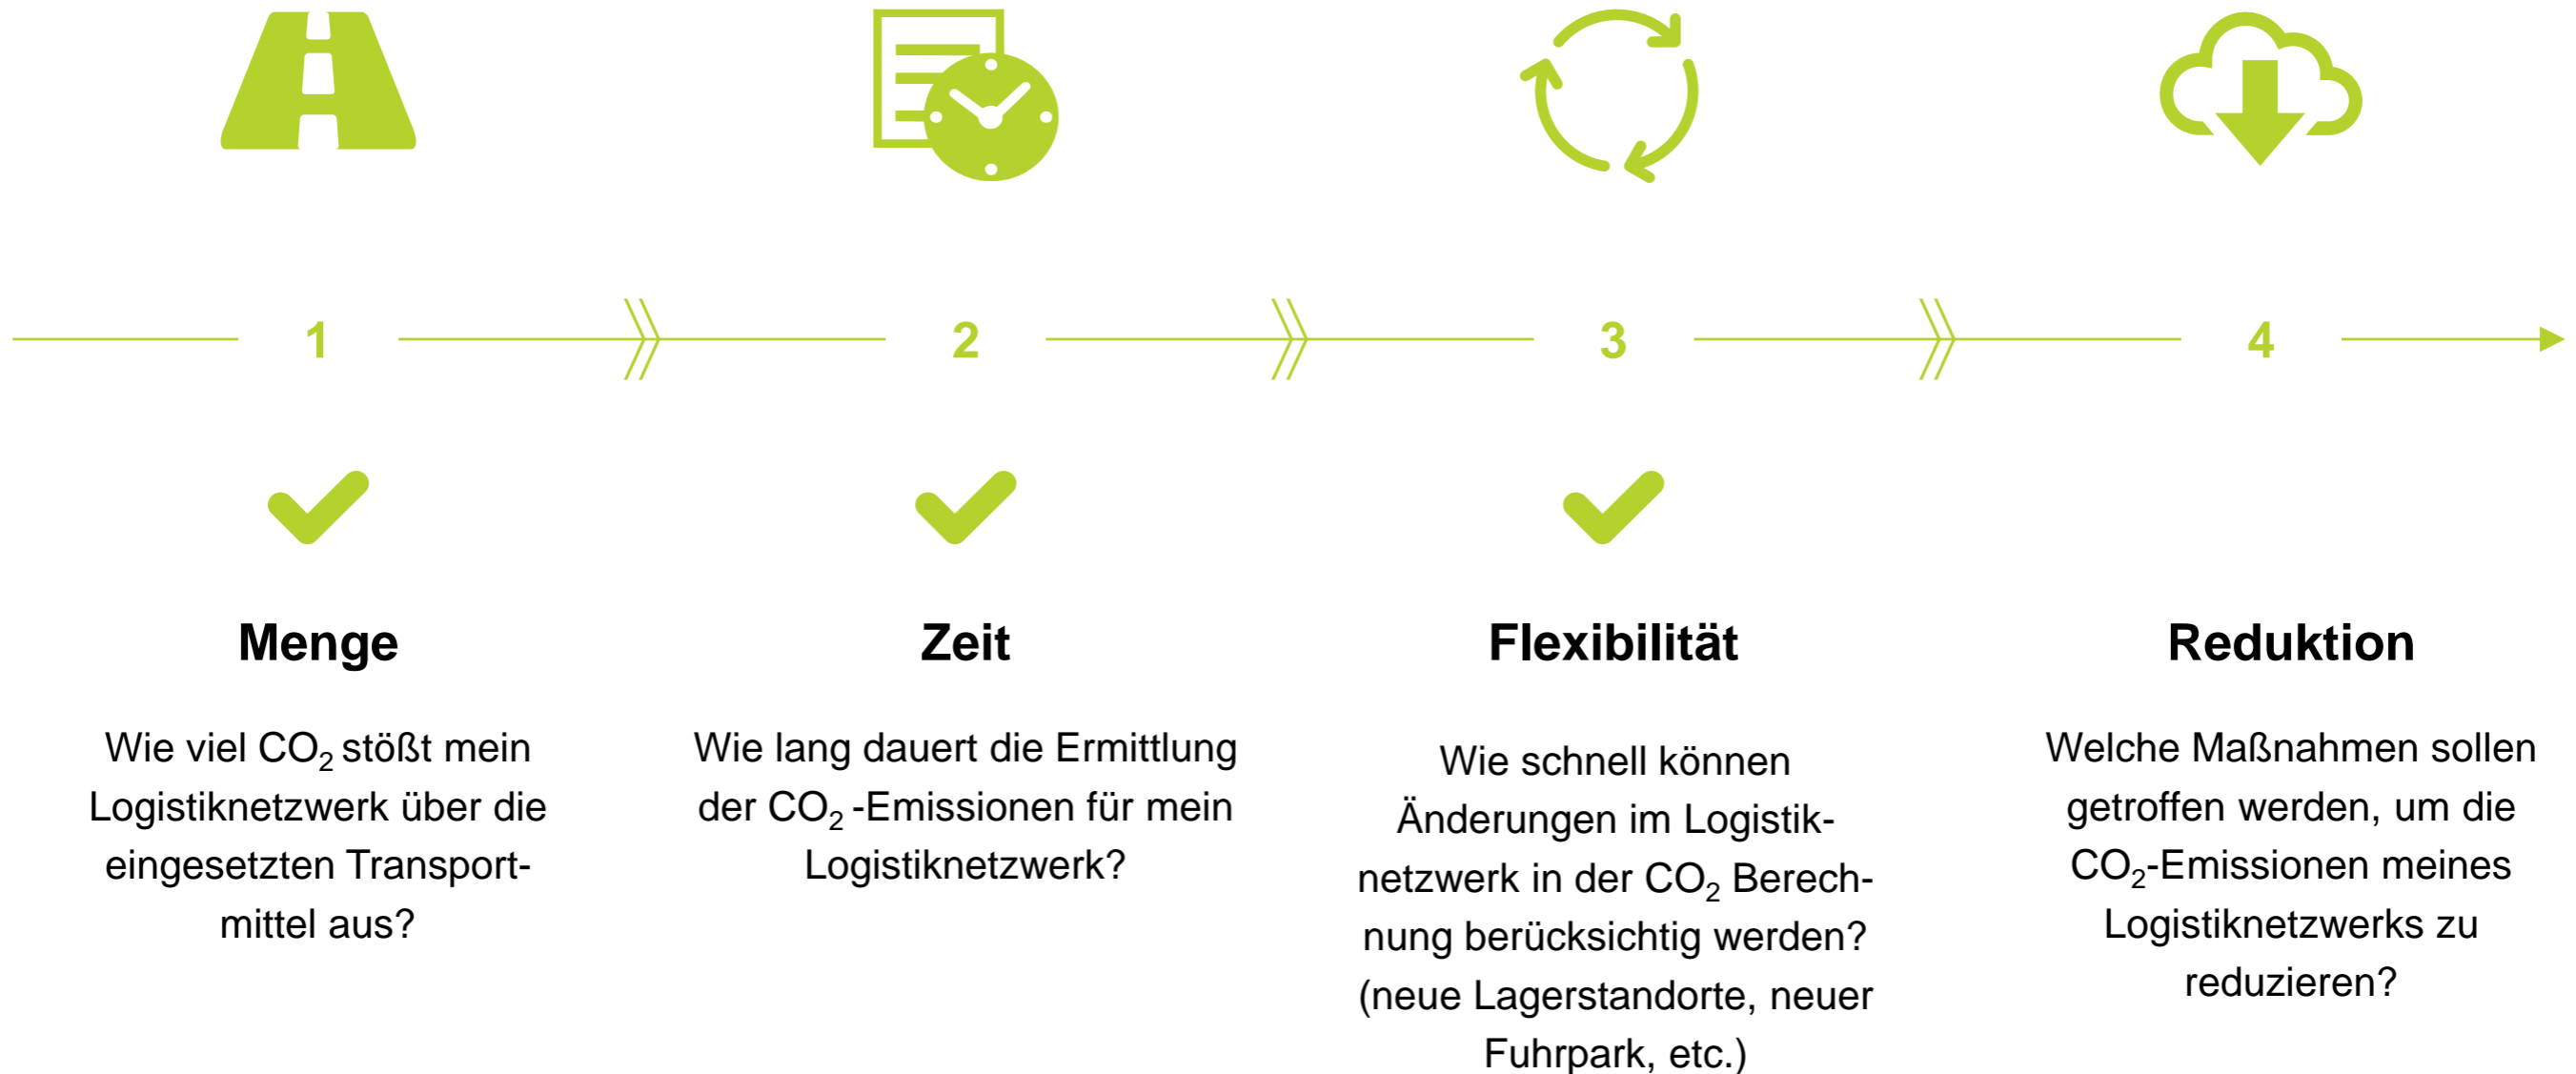 1
2
3
4
Menge
Wie viel CO₂ stößt mein
Logistiknetzwerk über die
eingesetzten Transport-
mittel aus?
Zeit
Wie lang dauert die Ermittlung
der CO₂ -Emissionen für mein
Logistiknetzwerk?
Flexibilität
Wie schnell können
Änderungen im Logistik-
netzwerk in der CO₂ Berech-
nung berücksichtig werden?
(neue Lagerstandorte, neuer
Fuhrpark, etc.)
Reduktion
Welche Maßnahmen sollen
getroffen werden, um die
CO₂-Emissionen meines
Logistiknetzwerks zu
reduzieren?